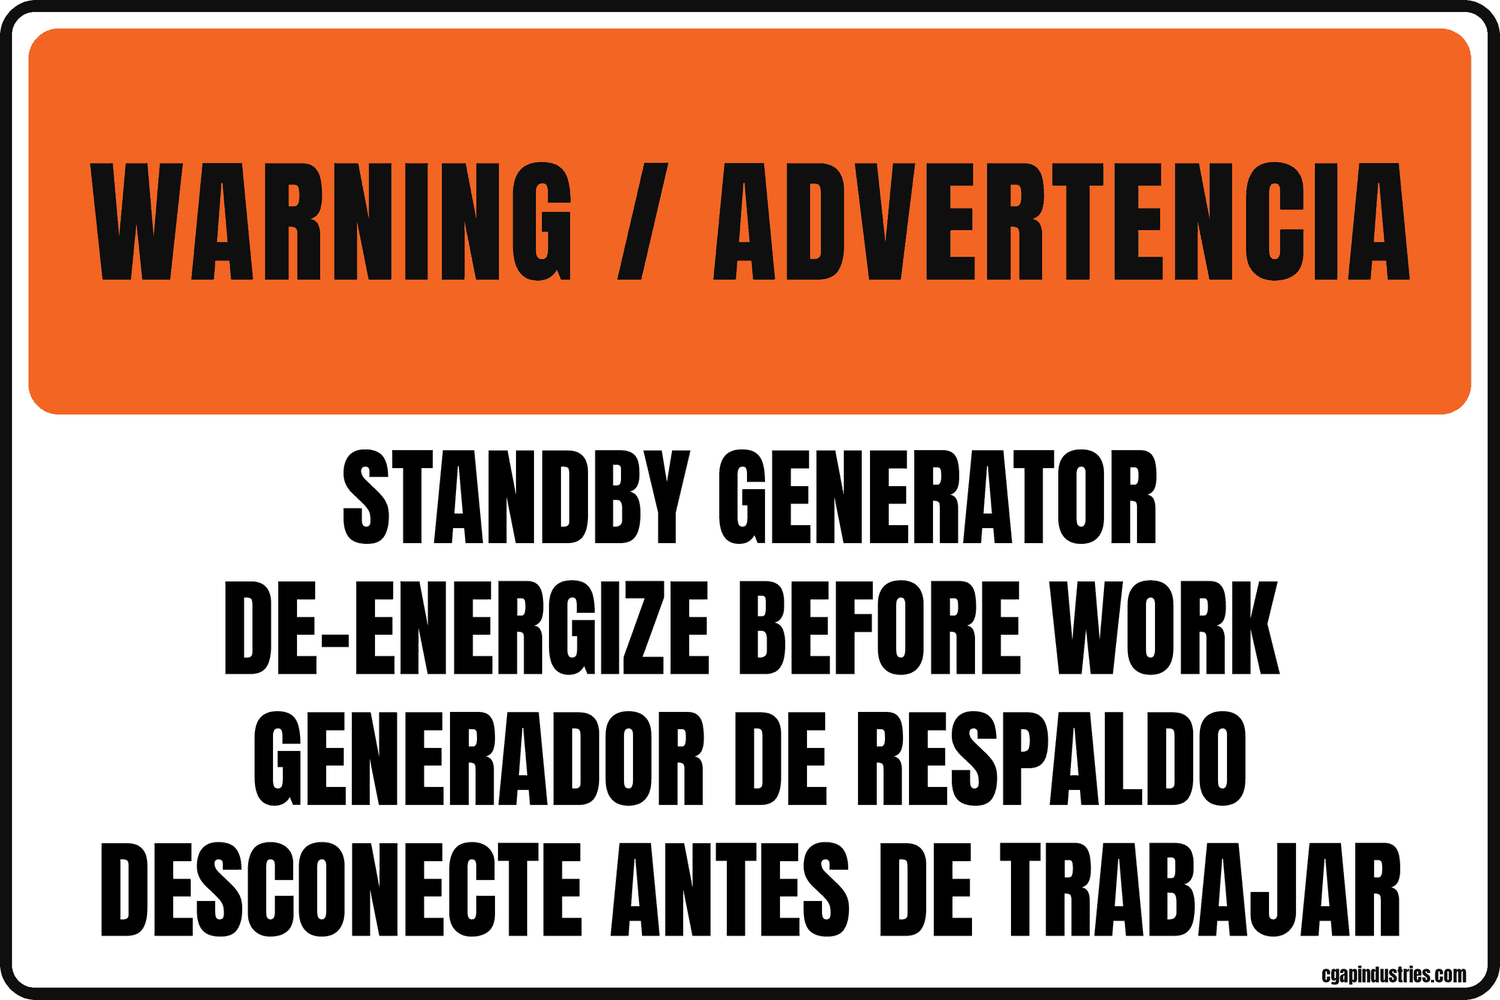 WARNING / ADVERTENCIA
STANDBY GENERATOR
DE-ENERGIZE BEFORE WORK
GENERADOR DE RESPALDO
DESCONECTE ANTES DE TRABAJAR
cgapindustries.com